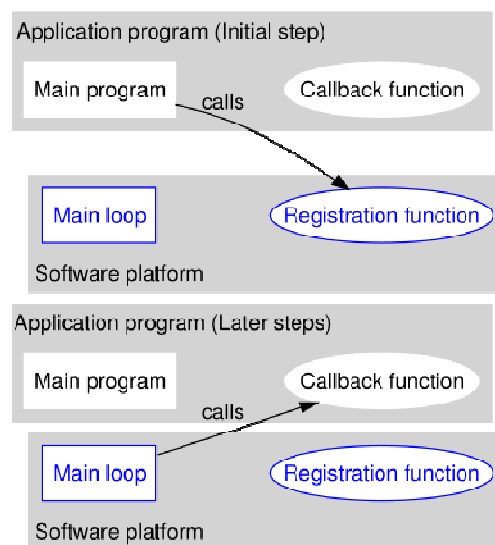 Application program (Initial step)
Main program
Callback function
calls
Main loop
Registration function
Software platform
Application program (Later steps)
Main program
Callback function
calls
Main loop
Registration function
Software platform